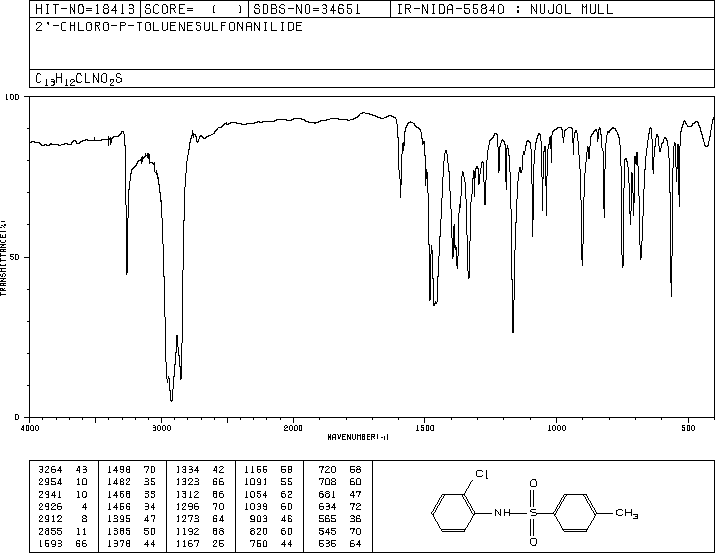 HIT-NO=18413 SCORE= ( ) SDBS-NO=34651 IR-NIDA-55840 : NUJOL MULL
2'-CHLORO-P-TOLUENESULFONANILIDE
C13H12CLNO2S
100
50
0
TRANSMITTANCE(%)
4000 3000 2000 1500 1000 500
WAVENUMBER(-1)
3264 43 1498 70 1334 42 1155 68 720 58
2954 10 1482 35 1323 66 1091 55 708 60
2941 10 1468 35 1312 86 1054 62 681 47
2926 4 1456 34 1296 70 1039 60 634 72
2912 8 1395 47 1273 64 903 46 565 36
2855 11 1385 50 1192 68 820 60 545 70
1593 66 1378 44 1167 25 750 44 535 64
Cl
NH
O
S
O
CH3